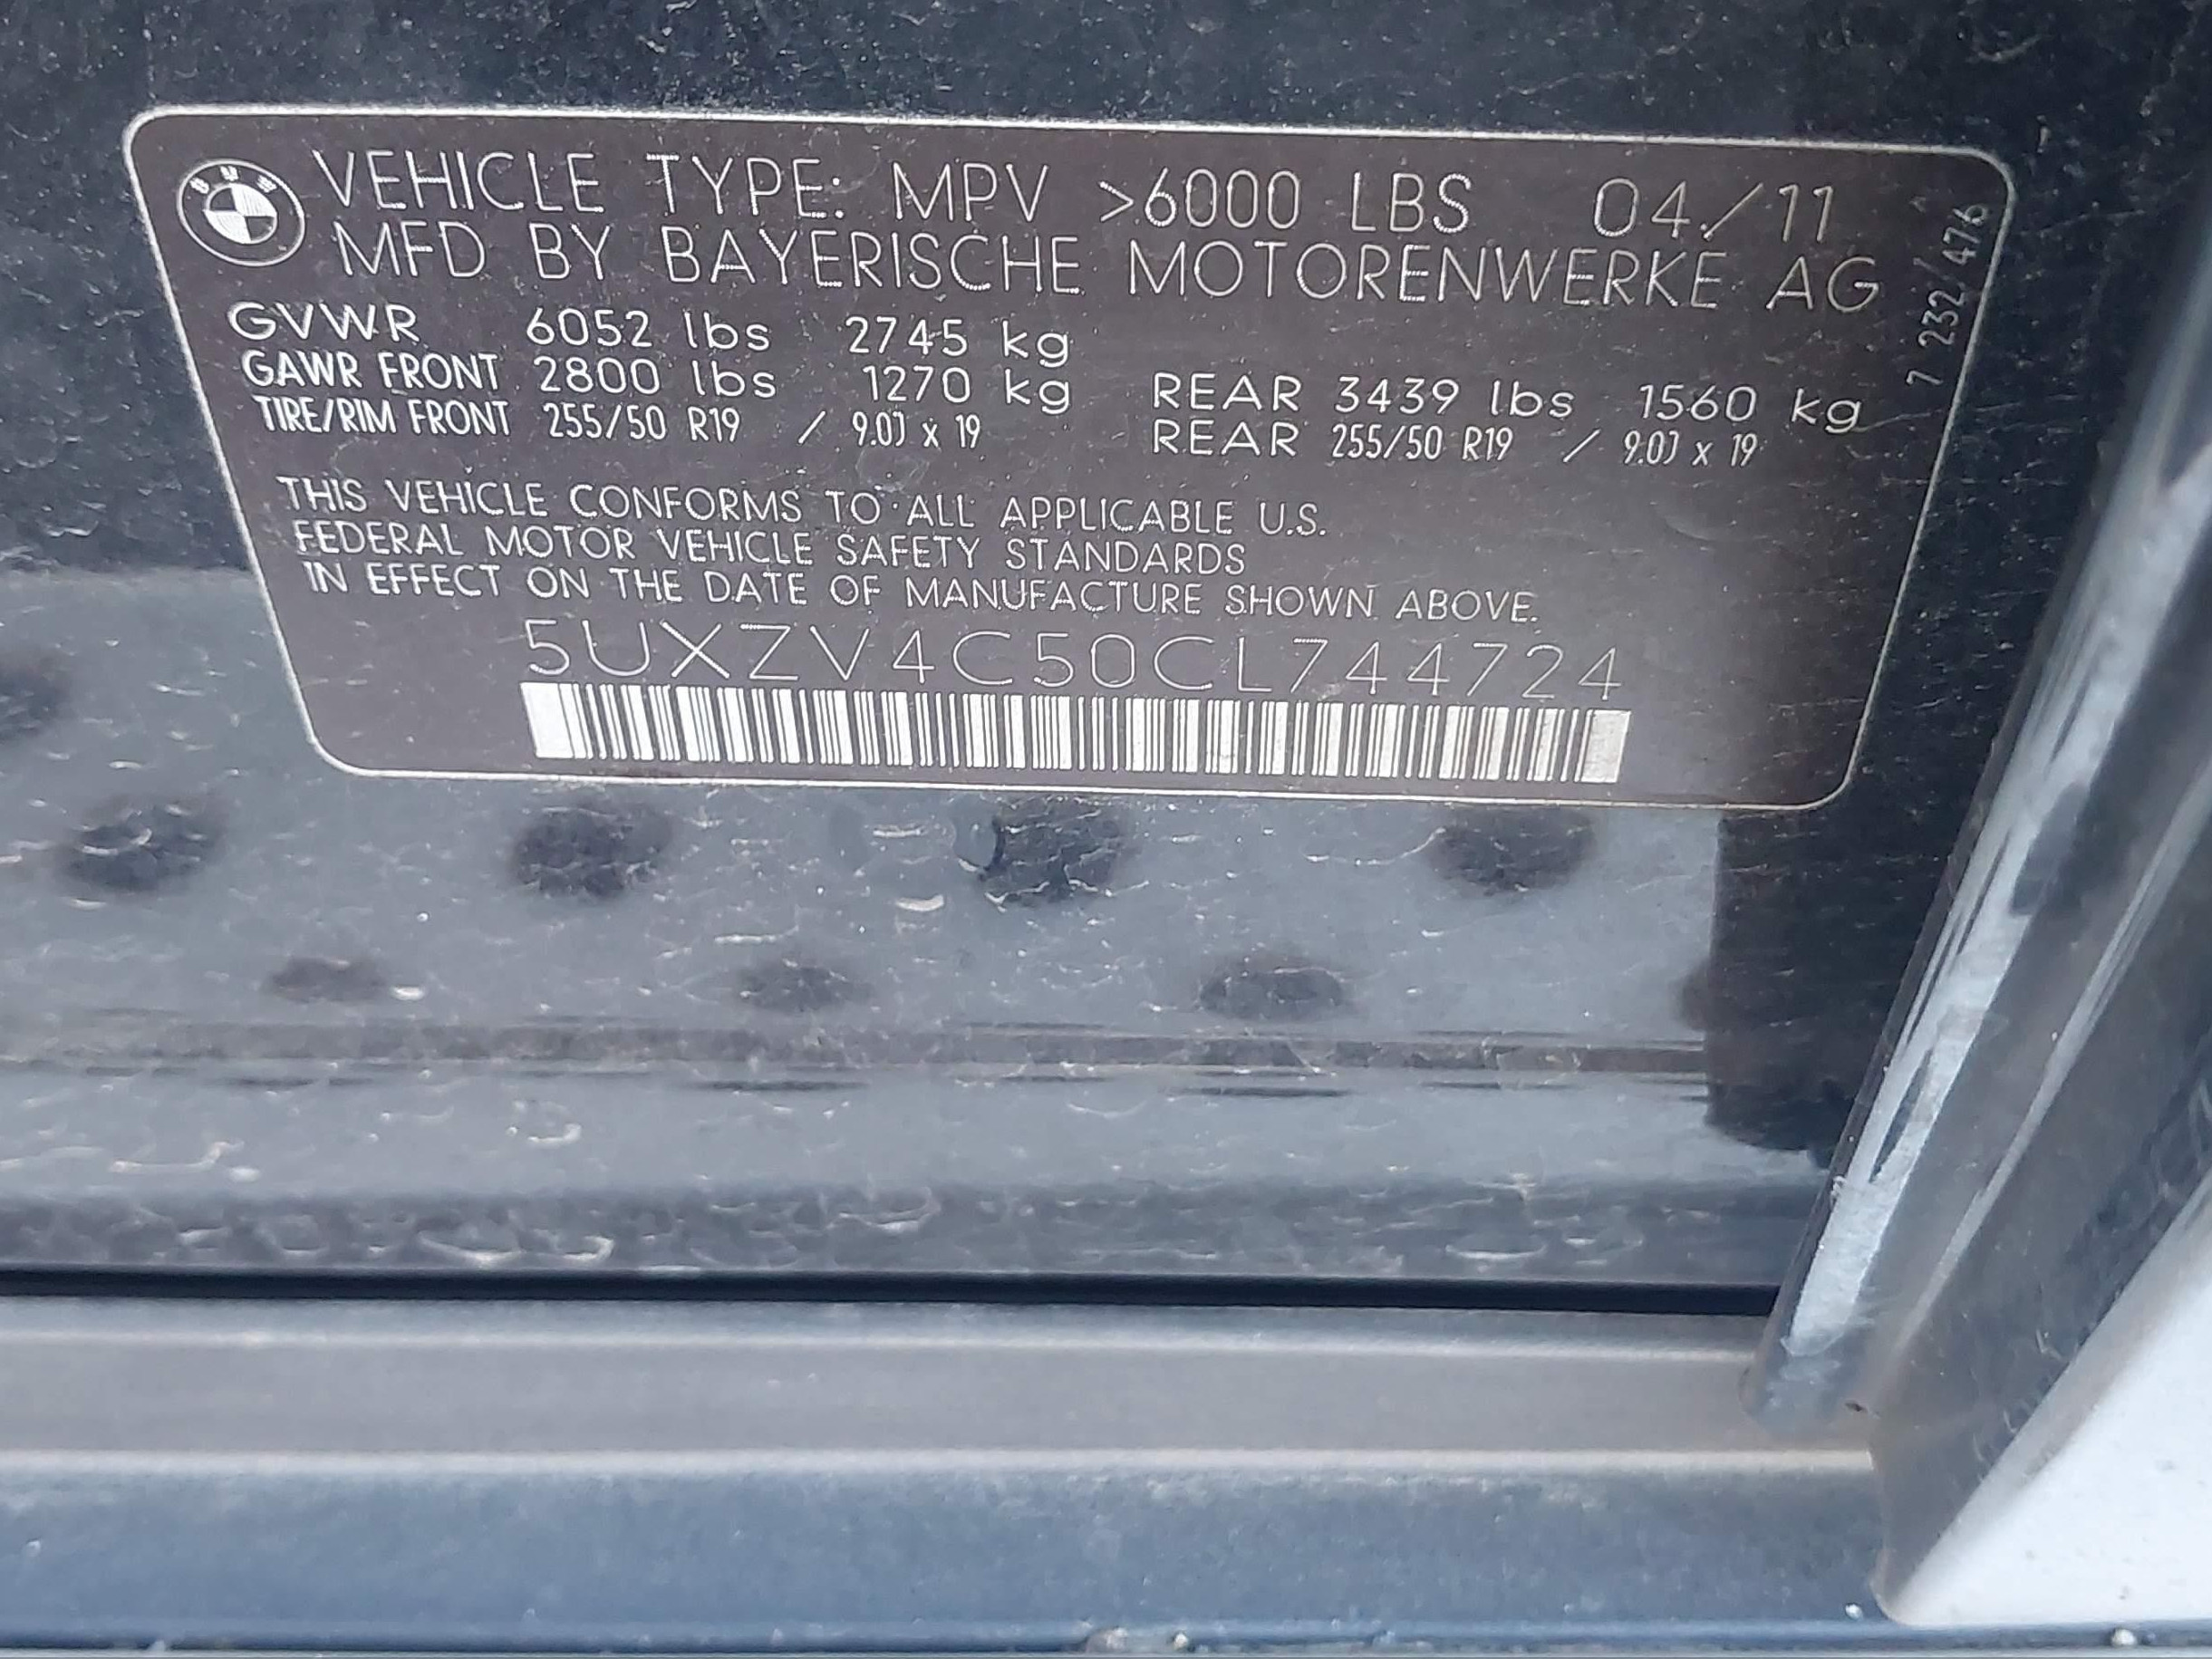 BMW
VEHICLE TYPE: MPV >6000 LBS 04/11
MFD BY BAYERISCHE MOTORENWERKE AG
GVWR 6052 lbs 2745 kg
GAWR FRONT 2800 lbs 1270 kg REAR 3439 lbs 1560 kg
TIRE/RIM FRONT 255/50 R19 / 9.0J x 19 REAR 255/50 R19 / 9.0J x 19
7 232/476
THIS VEHICLE CONFORMS TO ALL APPLICABLE U.S.
FEDERAL MOTOR VEHICLE SAFETY STANDARDS
IN EFFECT ON THE DATE OF MANUFACTURE SHOWN ABOVE.
5UXZV4C50CL744724